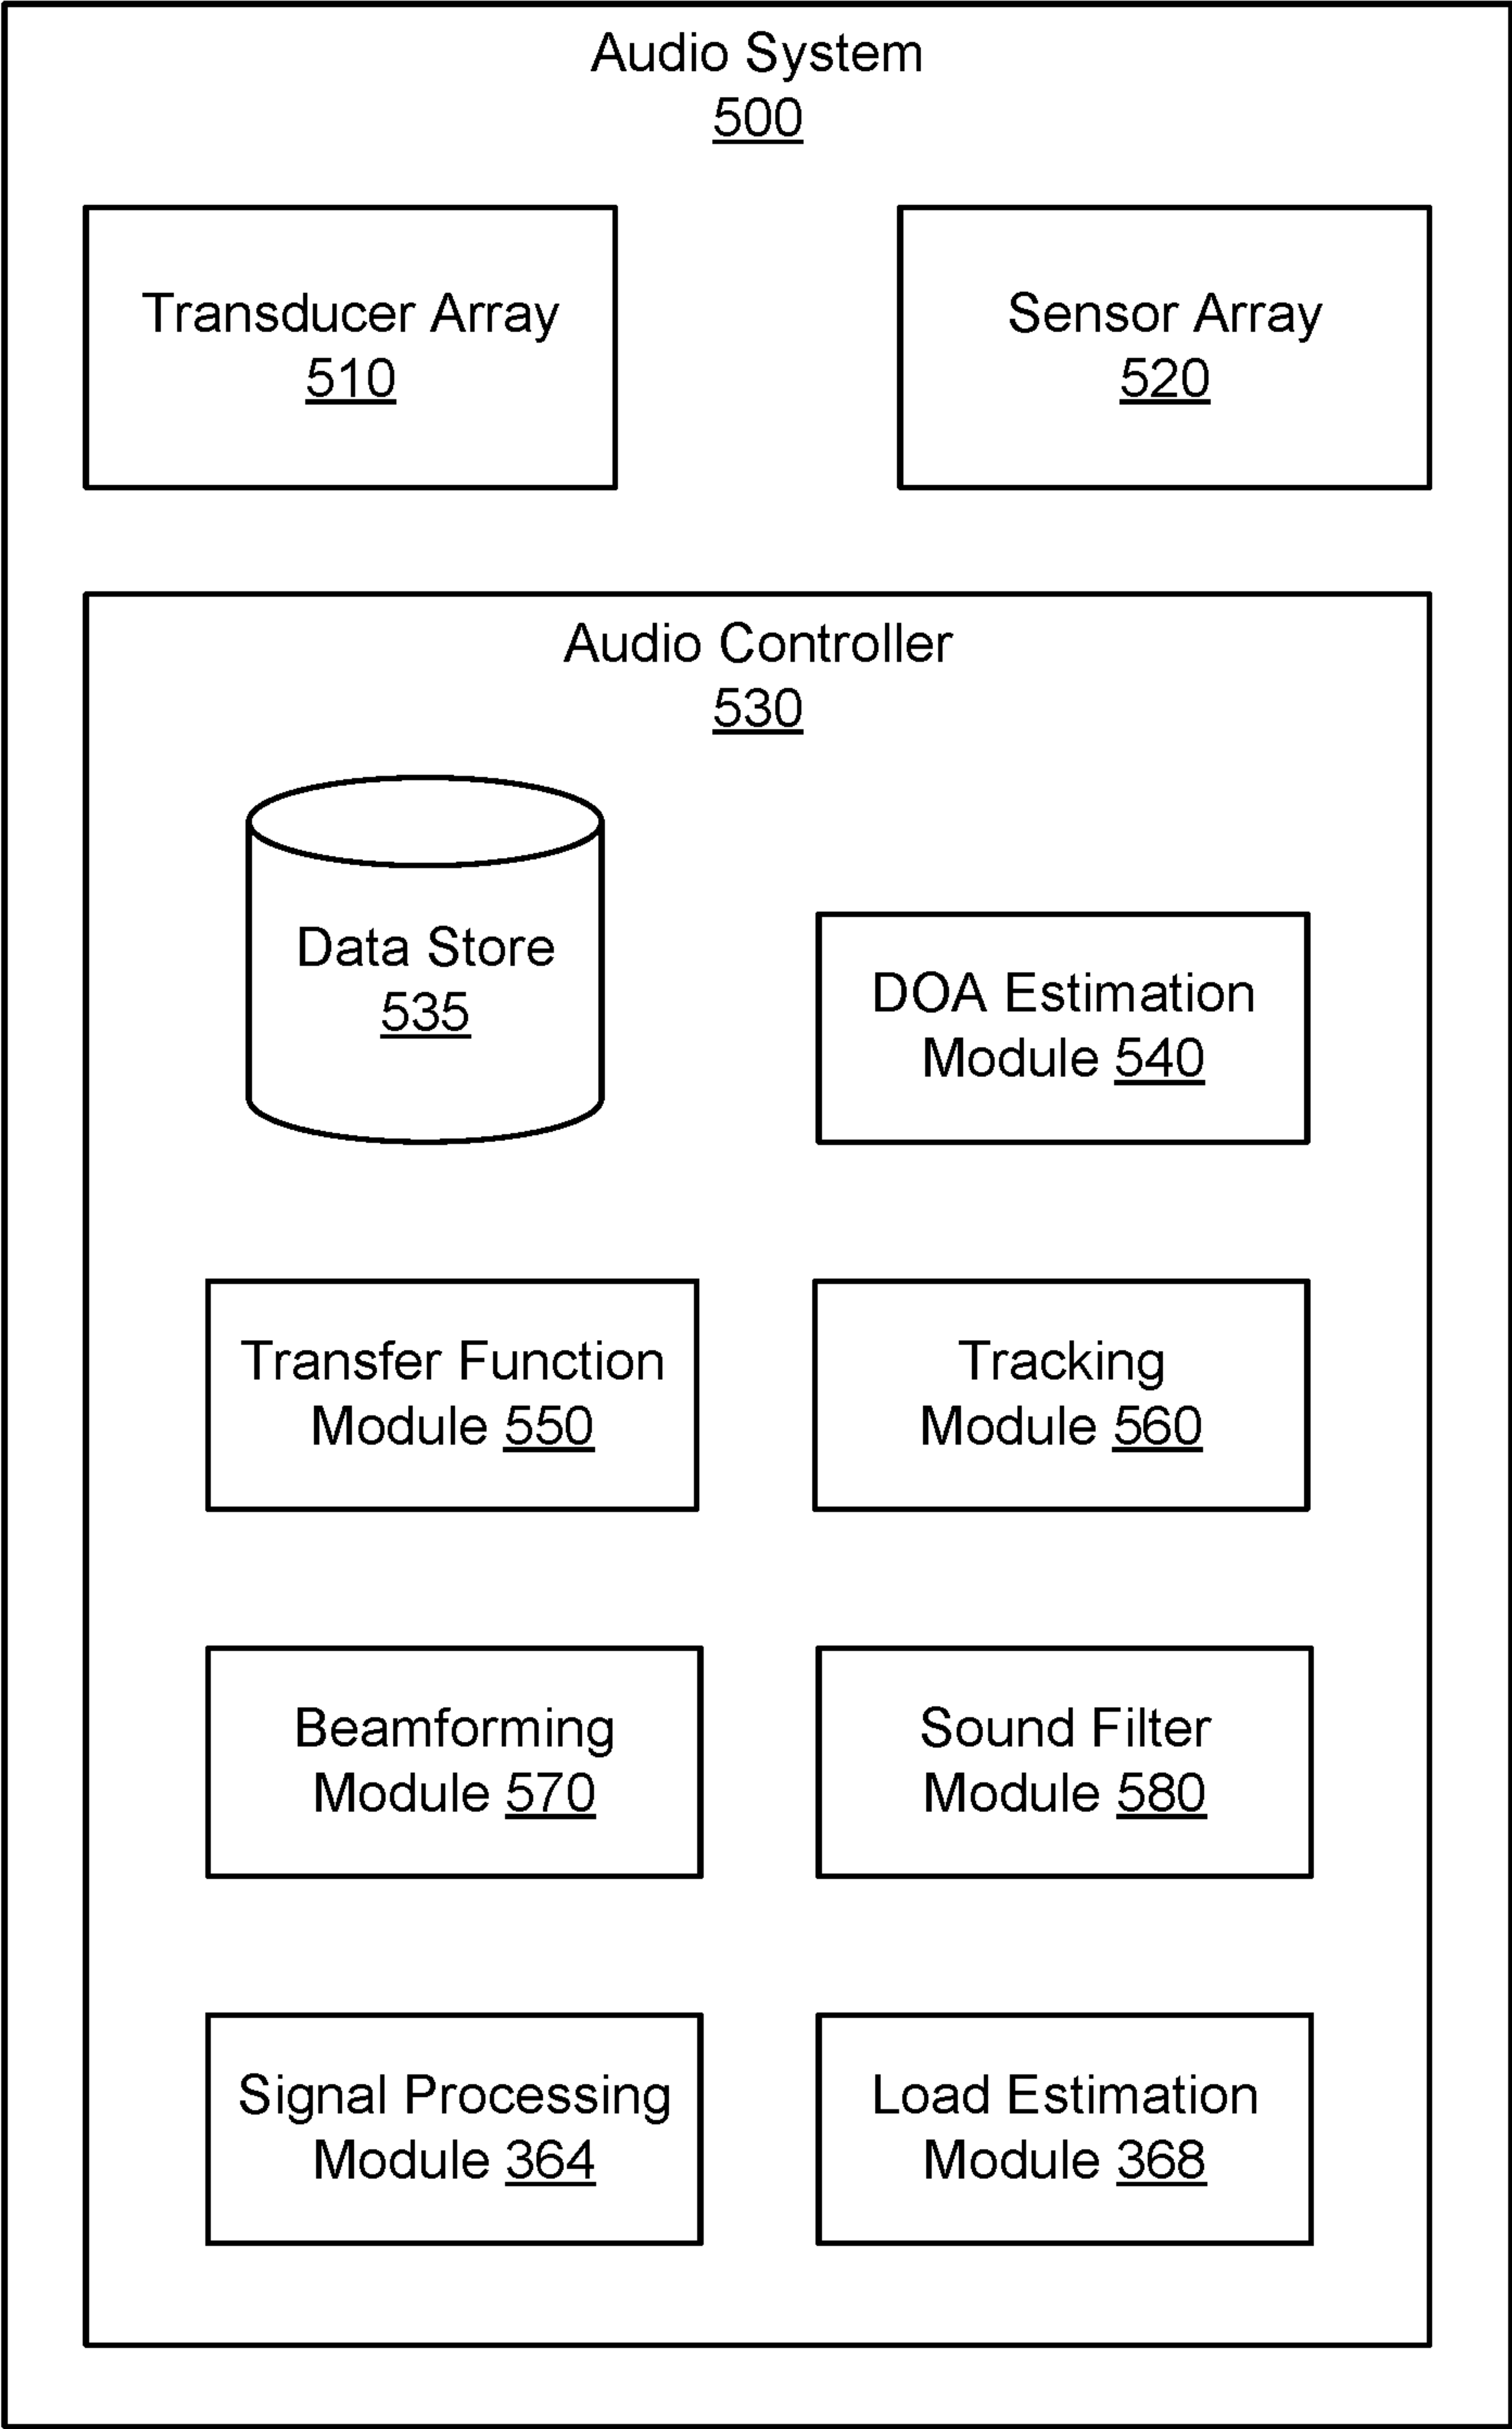 Audio System
500
Transducer Array
510
Sensor Array
520
Audio Controller
530
Data Store
535
DOA Estimation
Module 540
Transfer Function
Module 550
Tracking
Module 560
Beamforming
Module 570
Sound Filter
Module 580
Signal Processing
Module 364
Load Estimation
Module 368